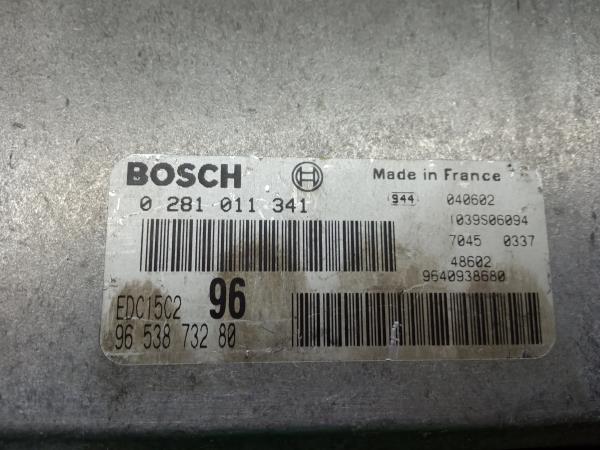 BOSCH Made in France
0 281 011 341 944 040602
1039S06094
7045 0337
48602
9640938680
EDC15C2 96
96 538 732 80